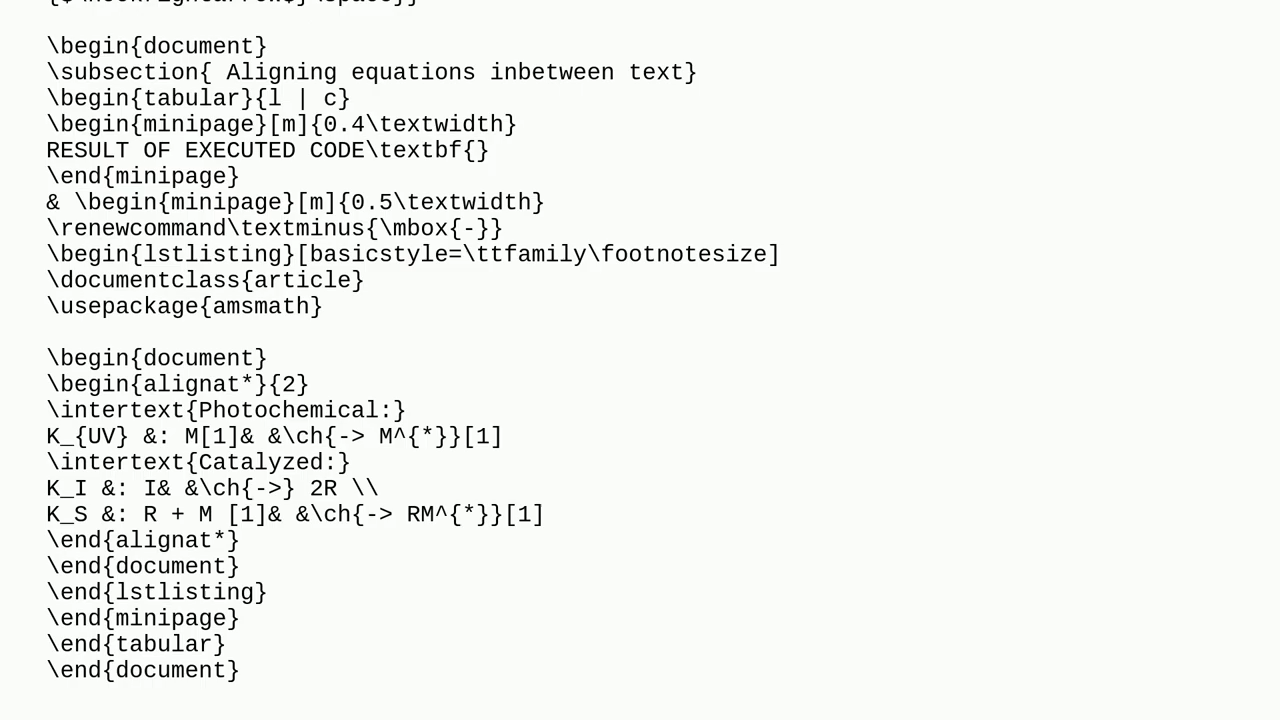 \begin{document}
\subsection{ Aligning equations inbetween text}
\begin{tabular}{l | c}
\begin{minipage}[m]{0.4\textwidth}
RESULT OF EXECUTED CODE\textbf{}
\end{minipage}
& \begin{minipage}[m]{0.5\textwidth}
\renewcommand\textminus{\mbox{-}}
\begin{lstlisting}[basicstyle=\ttfamily\footnotesize]
\documentclass{article}
\usepackage{amsmath}
\begin{document}
\begin{alignat*}{2}
\intertext{Photochemical:}
K_{UV} &: M[1]& &\ch{-> M^{*}}[1]
\intertext{Catalyzed:}
K_I &: I& &\ch{->} 2R \\
K_S &: R + M [1]& &\ch{-> RM^{*}}[1]
\end{alignat*}
\end{document}
\end{lstlisting}
\end{minipage}
\end{tabular}
\end{document}